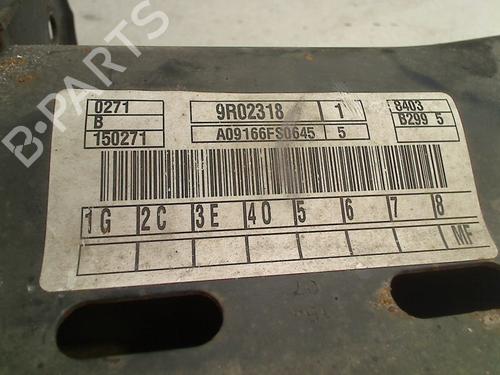 0271 9R02318 1 8403
B A09166FS0645 5 B299 5
150271
1G 2C 3E 40 5 6 7 8
MF
B-PARTS